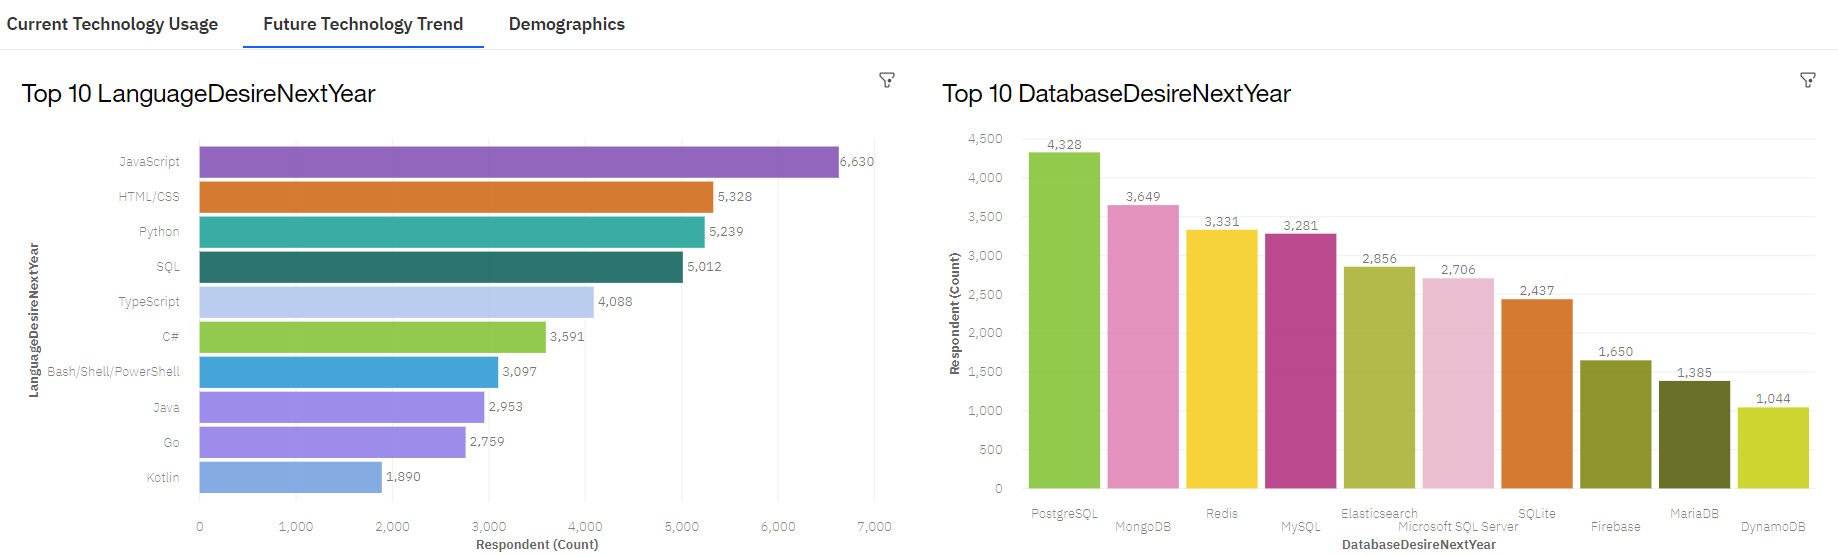 Current Technology Usage
Future Technology Trend
Demographics
Top 10 LanguageDesireNextYear
LanguageDesireNextYear
JavaScript
6,630
HTML/CSS
5,328
Python
5,239
SQL
5,012
TypeScript
4,088
C#
3,591
Bash/Shell/PowerShell
3,097
Java
2,953
Go
2,759
Kotlin
1,890
0
1,000
2,000
3,000
4,000
5,000
6,000
7,000
Respondent (Count)
Top 10 DatabaseDesireNextYear
Respondent (Count)
4,500
4,000
3,500
3,000
2,500
2,000
1,500
1,000
500
0
4,328
3,649
3,331
3,281
2,856
2,706
2,437
1,650
1,385
1,044
PostgreSQL
MongoDB
Redis
MySQL
Elasticsearch
Microsoft SQL Server
SQLite
Firebase
MariaDB
DynamoDB
DatabaseDesireNextYear